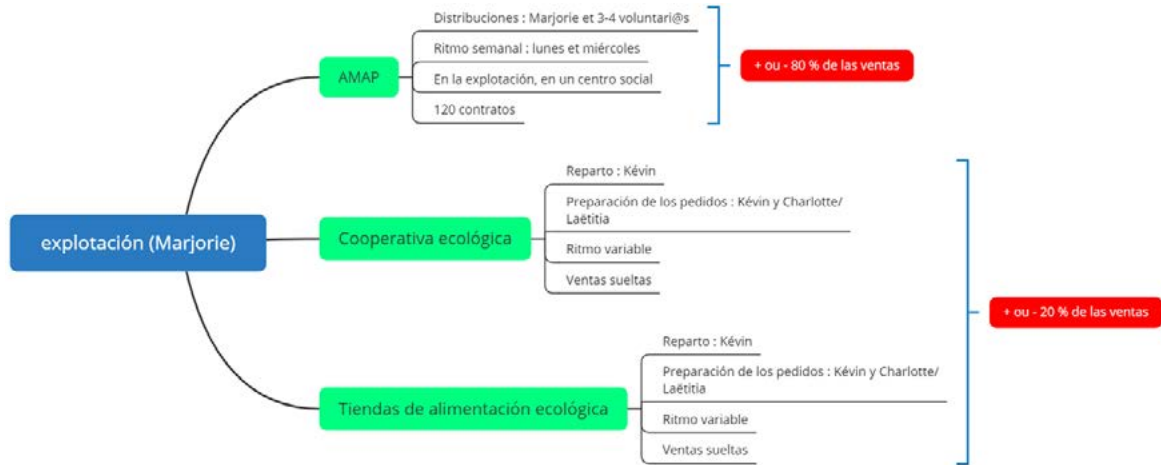 Distribuciones : Marjorie et 3-4 voluntari@s
Ritmo semanal : lunes et miércoles
AMAP
En la explotación, en un centro social
120 contratos
+ ou - 80 % de las ventas
explotación (Marjorie)
Reparto : Kévin
Preparación de los pedidos : Kévin y Charlotte/
Laëtitia
Cooperativa ecológica
Ritmo variable
Ventas sueltas
+ ou - 20 % de las ventas
Reparto : Kévin
Preparación de los pedidos : Kévin y Charlotte/
Laëtitia
Tiendas de alimentación ecológica
Ritmo variable
Ventas sueltas